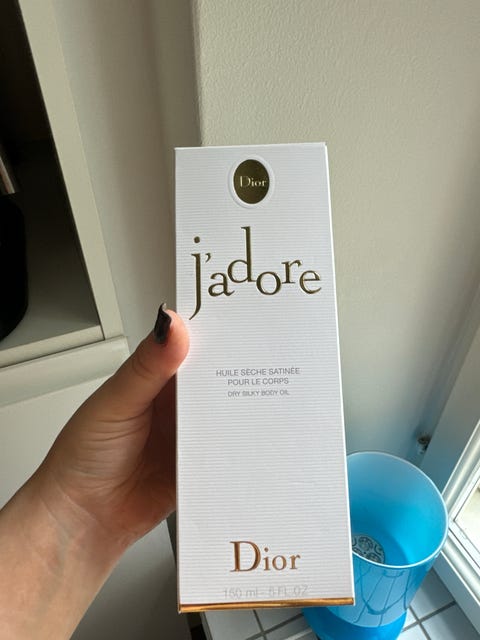 Dior
j'adore
HUILE SÈCHE SATINÉE
POUR LE CORPS
DRY SILKY BODY OIL
Dior
150 ml - 5 FL. OZ